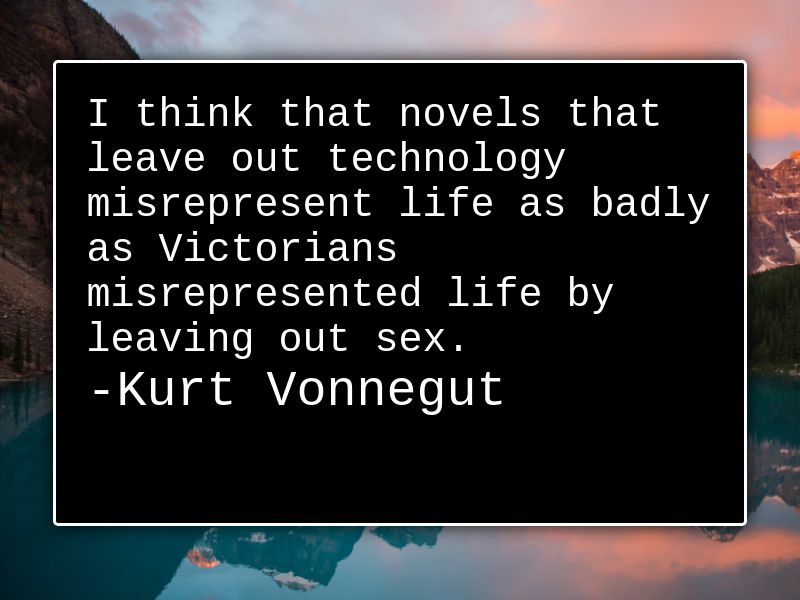 I think that novels that
leave out technology
misrepresent life as badly
as Victorians
misrepresented life by
leaving out sex.
-Kurt Vonnegut